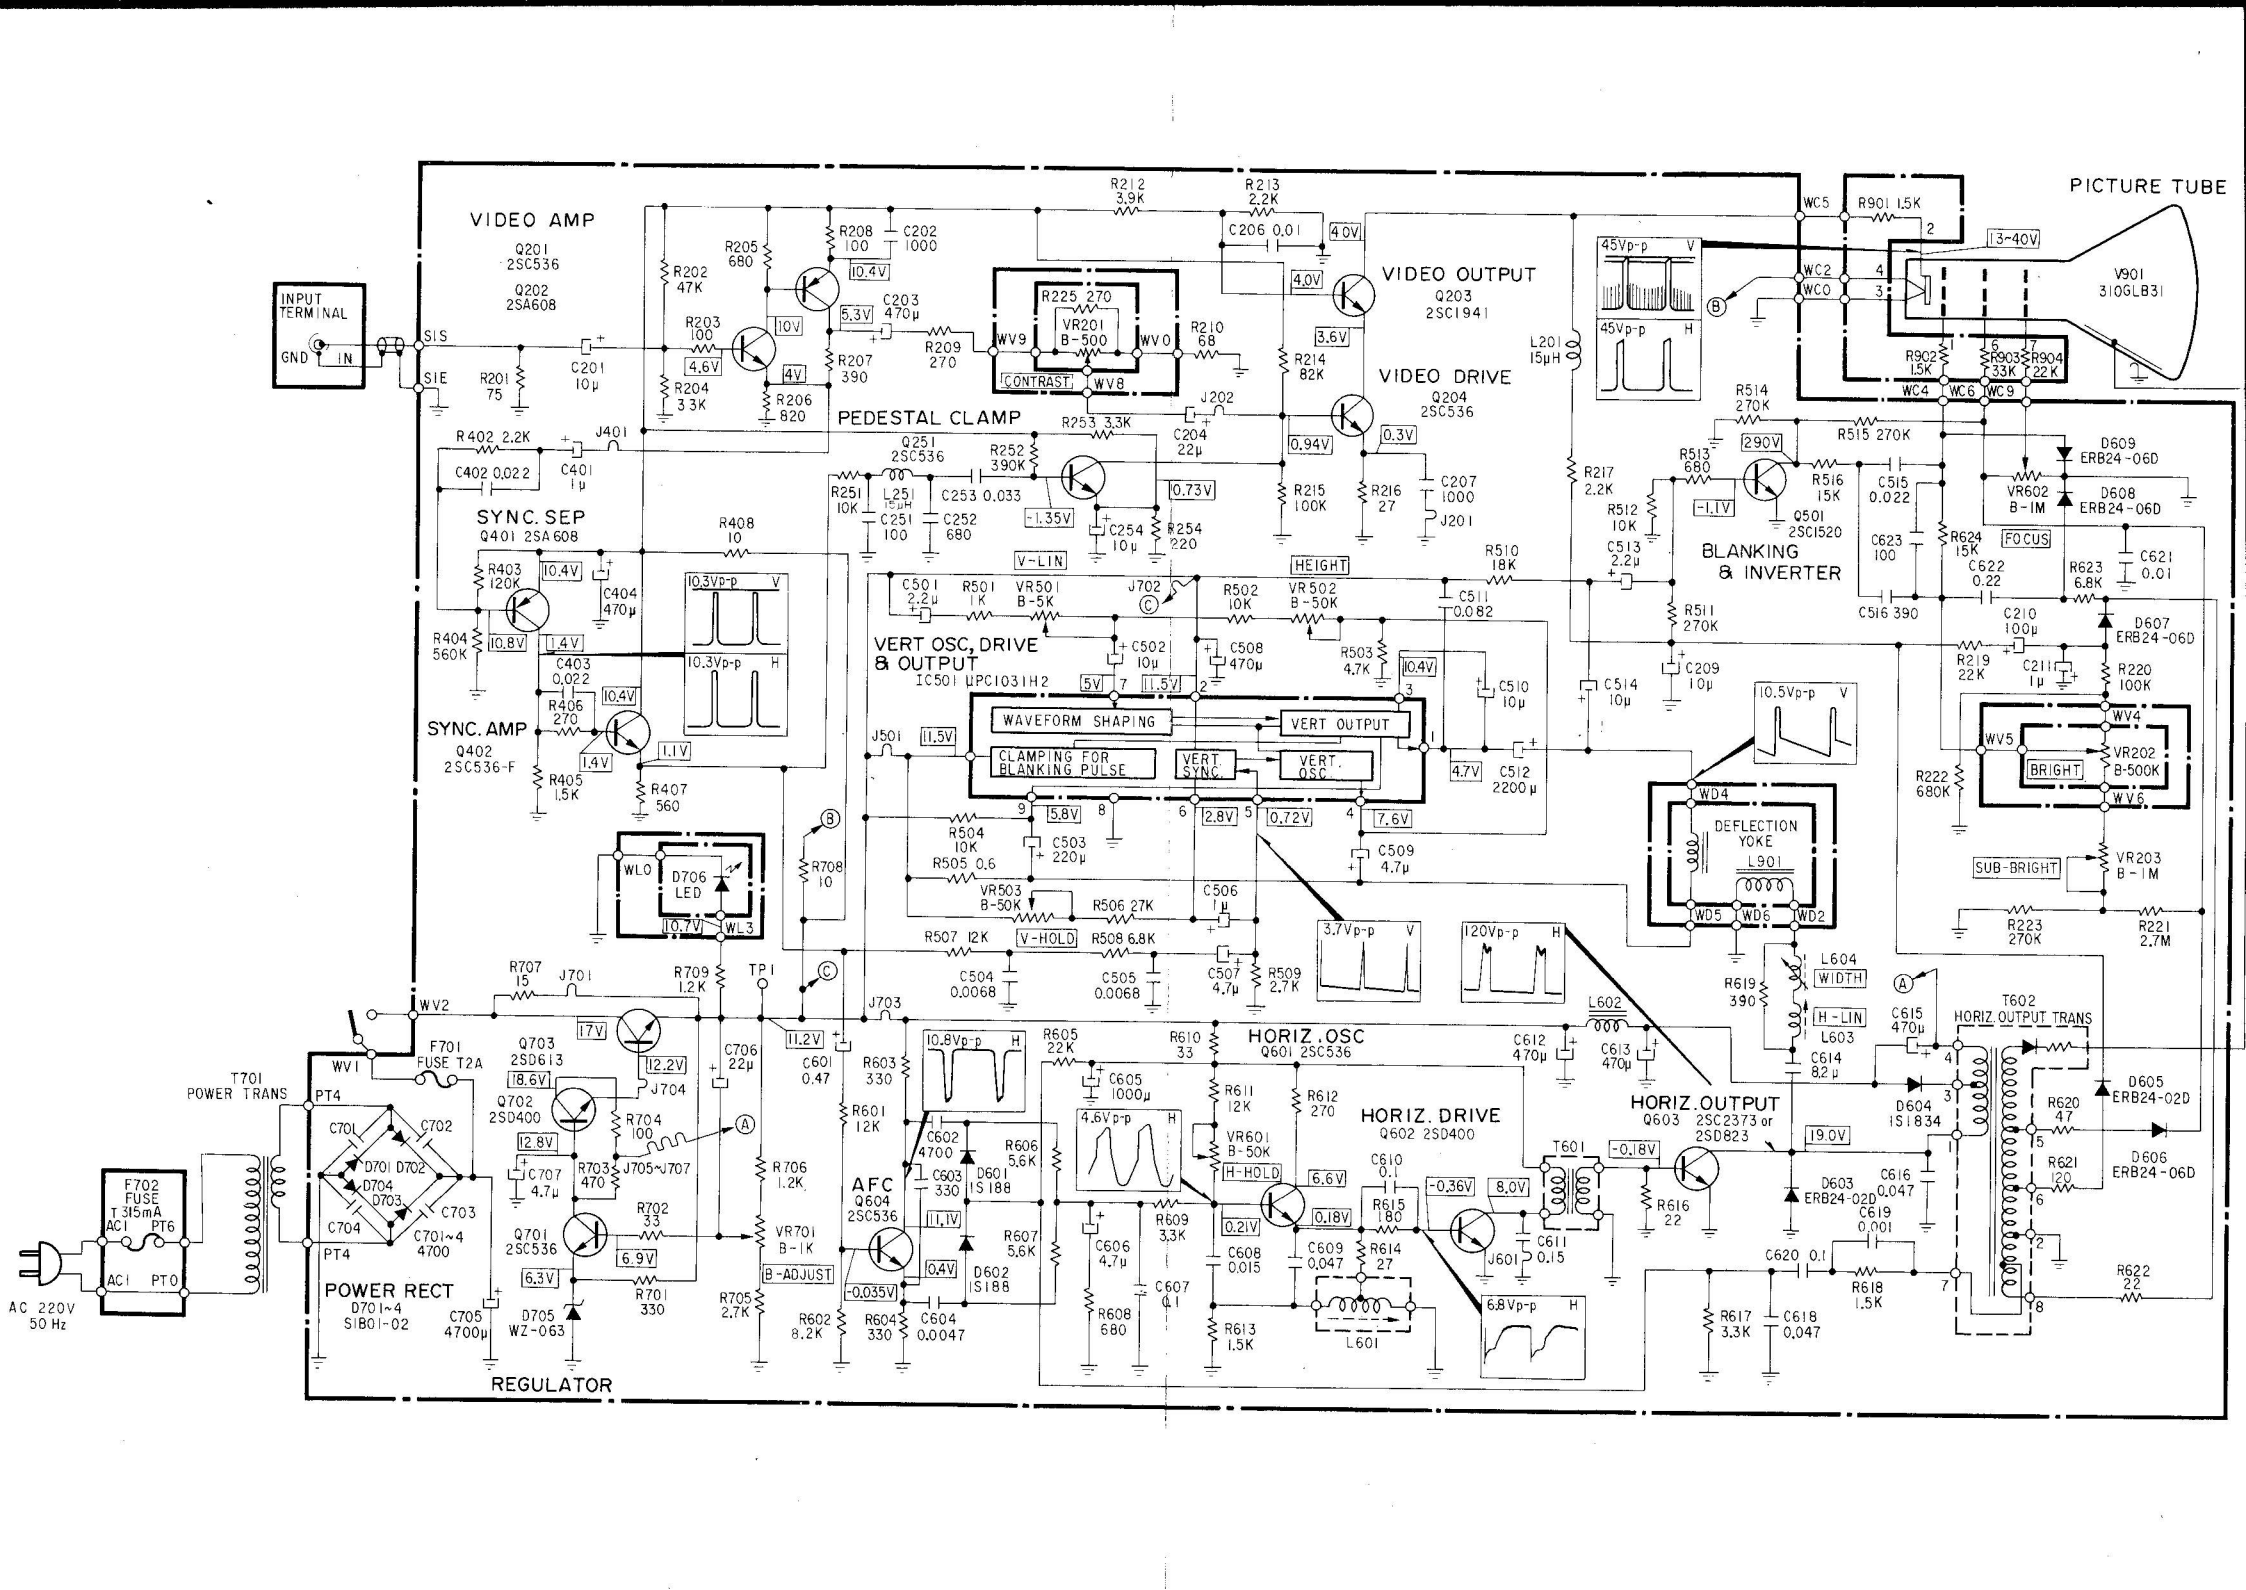 PICTURE TUBE
V901
310GLB31
INPUT
TERMINAL
GND
IN
SIS
SIE
VIDEO AMP
Q201
2SC536
Q202
2SA608
R201
75
C201
10μ
R202
47K
R203
100
4.6V
R204
3.3K
R205
680
10V
4V
R206
820
R208
100
C202
1000
10.4V
5.3V
R207
390
C203
470μ
R209
270
WV9
R225 270
VR201
B-500
WV0
WV8
CONTRAST
R210
68
R212
3.9K
R213
2.2K
C206 0.01
40V
4.0V
VIDEO OUTPUT
Q203
2SC1941
3.6V
R214
82K
VIDEO DRIVE
Q204
2SC536
0.3V
0.94V
J202
C204
22μ
R215
100K
R216
27
C207
1000
J201
L201
15μH
R217
2.2K
45Vp-p V
45Vp-p H
WC5
R901 1.5K
2
13~40V
WC2
4
WC0
3
B
1
6
7
R902
1.5K
R903
33K
R904
22K
WC4
WC6
WC9
R402 2.2K
J401
C402 0.022
C401
1μ
PEDESTAL CLAMP
Q251
2SC536
R251
10K
L251
15μH
C251
100
C252
680
C253 0.033
R252
390K
R253 3.3K
-1.35V
0.73V
C254
10μ
R254
220
SYNC. SEP
Q401 2SA608
R403
120K
10.4V
C404
470μ
R404
560K
10.8V
1.4V
C403
0.022
R406
270
10.4V
SYNC. AMP
Q402
2SC536-F
1.4V
1.1V
R405
1.5K
R407
560
R408
10
10.3Vp-p V
10.3Vp-p H
V-LIN
C501
2.2μ
R501
1K
VR501
B-5K
J702
C
R502
10K
HEIGHT
VR502
B-50K
R503
4.7K
VERT OSC, DRIVE
& OUTPUT
IC501 μPC1031H2
C502
10μ
C508
470μ
5V
7
11.5V
2
10.4V
3
WAVEFORM SHAPING
VERT OUTPUT
CLAMPING FOR
BLANKING PULSE
VERT.
SYNC.
VERT.
OSC.
J501
11.5V
1
4.7V
9
5.8V
8
6
2.8V
5
0.72V
4
7.6V
R504
10K
C503
220μ
R505 0.6
C509
4.7μ
C510
10μ
C511
0.082
C512
2200μ
R510
18K
C514
10μ
C513
2.2μ
R514
270K
R515 270K
290V
R513
680
R512
10K
-1.1V
R516
15K
C515
0.022
Q501
2SC1520
BLANKING
& INVERTER
R511
270K
C209
10μ
C623
100
R624
15K
C516 390
C622
0.22
D609
ERB24-06D
VR602
B-1M
D608
ERB24-06D
FOCUS
C621
0.01
R623
6.8K
C210
100μ
D607
ERB24-06D
R219
22K
C211
1μ
R220
100K
10.5Vp-p V
WV4
WV5
VR202
B-500K
BRIGHT
WV6
R222
680K
VR203
B-1M
SUB-BRIGHT
R223
270K
R221
2.7M
WD4
DEFLECTION
YOKE
L901
WD5
WD6
WD2
VR503
B-50K
V-HOLD
R506 27K
C506
1μ
R507 12K
R508 6.8K
C504
0.0068
C505
0.0068
C507
4.7μ
R509
2.7K
3.7Vp-p V
120Vp-p H
B
R708
10
WL0
D706
LED
10.7V
WL3
R709
1.2K
TP1
C
J703
R707
15
J701
WV2
WV1
F701
FUSE T2A
17V
Q703
2SD613
12.2V
J704
18.6V
Q702
2SD400
R704
100
A
12.8V
C707
4.7μ
R703
470
J705~J707
Q701
2SC536
R702
33
6.9V
6.3V
R701
330
D705
WZ-063
C706
22μ
11.2V
R706
1.2K
VR701
B-1K
B-ADJUST
R705
2.7K
T701
POWER TRANS
PT4
PT4
C701
C702
D701
D702
D704
D703
C704
C703
C701~4
4700
POWER RECT
D701~4
S1B01-02
C705
4700μ
REGULATOR
F702
FUSE
T 315mA
AC1
PT6
AC1
PT0
AC 220V
50 Hz
C601
0.47
R601
12K
R603
330
10.8Vp-p H
C602
4700
C603
330
AFC
Q604
2SC536
11.1V
0.4V
-0.035V
R602
8.2K
R604
330
C604
0.0047
D601
1S188
D602
1S188
R605
22K
R606
5.6K
R607
5.6K
C605
1000μ
4.6Vp-p H
C606
4.7μ
R608
680
C607
0.1
R609
3.3K
R610
33
HORIZ. OSC
Q601 2SC536
R611
12K
VR601
B-50K
H-HOLD
R612
270
0.21V
6.6V
0.18V
C608
0.015
C609
0.047
R613
1.5K
R614
27
L601
C610
0.1
R615
180
HORIZ. DRIVE
Q602 2SD400
-0.36V
8.0V
J601
C611
0.15
6.8Vp-p H
T601
-0.18V
R616
22
C612
470μ
L602
C613
470μ
HORIZ. OUTPUT
Q603 2SC2373 or
2SD823
19.0V
D603
ERB24-02D
R619
390
L604
WIDTH
H-LIN
L603
C614
8.2μ
A
C615
470μ
D604
1S1834
C616
0.047
T602
HORIZ. OUTPUT TRANS
4
3
1
5
6
2
7
8
D605
ERB24-02D
R620
47
D606
ERB24-06D
R621
120
C619
0.001
C620 0.1
R618
1.5K
R617
3.3K
C618
0.047
R622
22